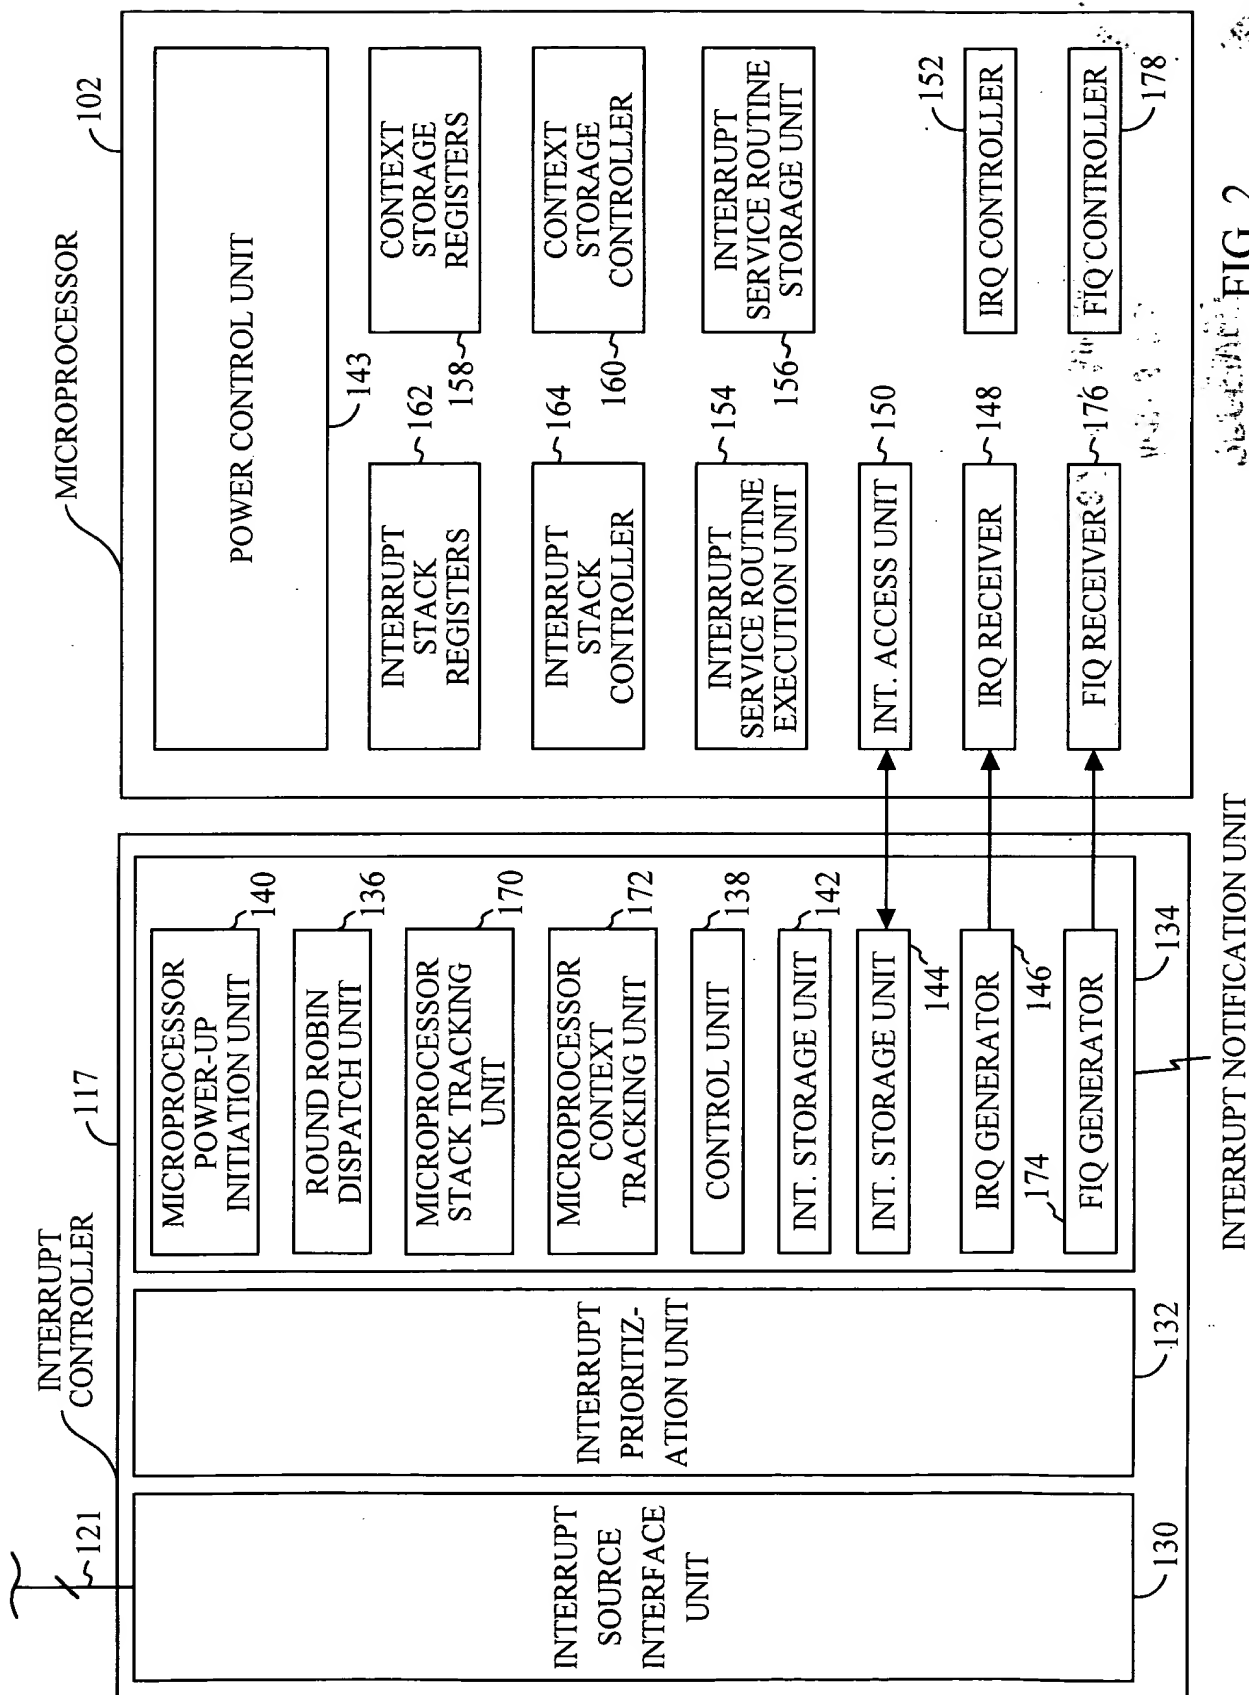 INTERRUPT
CONTROLLER
117
121
INTERRUPT
SOURCE
INTERFACE
UNIT
130
INTERRUPT
PRIORITIZ-
ATION UNIT
132
MICROPROCESSOR
POWER-UP
INITIATION UNIT
140
ROUND ROBIN
DISPATCH UNIT
136
MICROPROCESSOR
STACK TRACKING
UNIT
170
MICROPROCESSOR
CONTEXT
TRACKING UNIT
172
CONTROL UNIT
138
INT. STORAGE UNIT
142
INT. STORAGE UNIT
144
IRQ GENERATOR
146
174
FIQ GENERATOR
134
INTERRUPT NOTIFICATION UNIT
MICROPROCESSOR
102
POWER CONTROL UNIT
143
INTERRUPT
STACK
REGISTERS
162
CONTEXT
STORAGE
REGISTERS
158
INTERRUPT
STACK
CONTROLLER
164
CONTEXT
STORAGE
CONTROLLER
160
INTERRUPT
SERVICE ROUTINE
EXECUTION UNIT
154
INTERRUPT
SERVICE ROUTINE
STORAGE UNIT
156
INT. ACCESS UNIT
150
IRQ RECEIVER
148
IRQ CONTROLLER
152
FIQ RECEIVER
176
FIQ CONTROLLER
178
FIG. 2